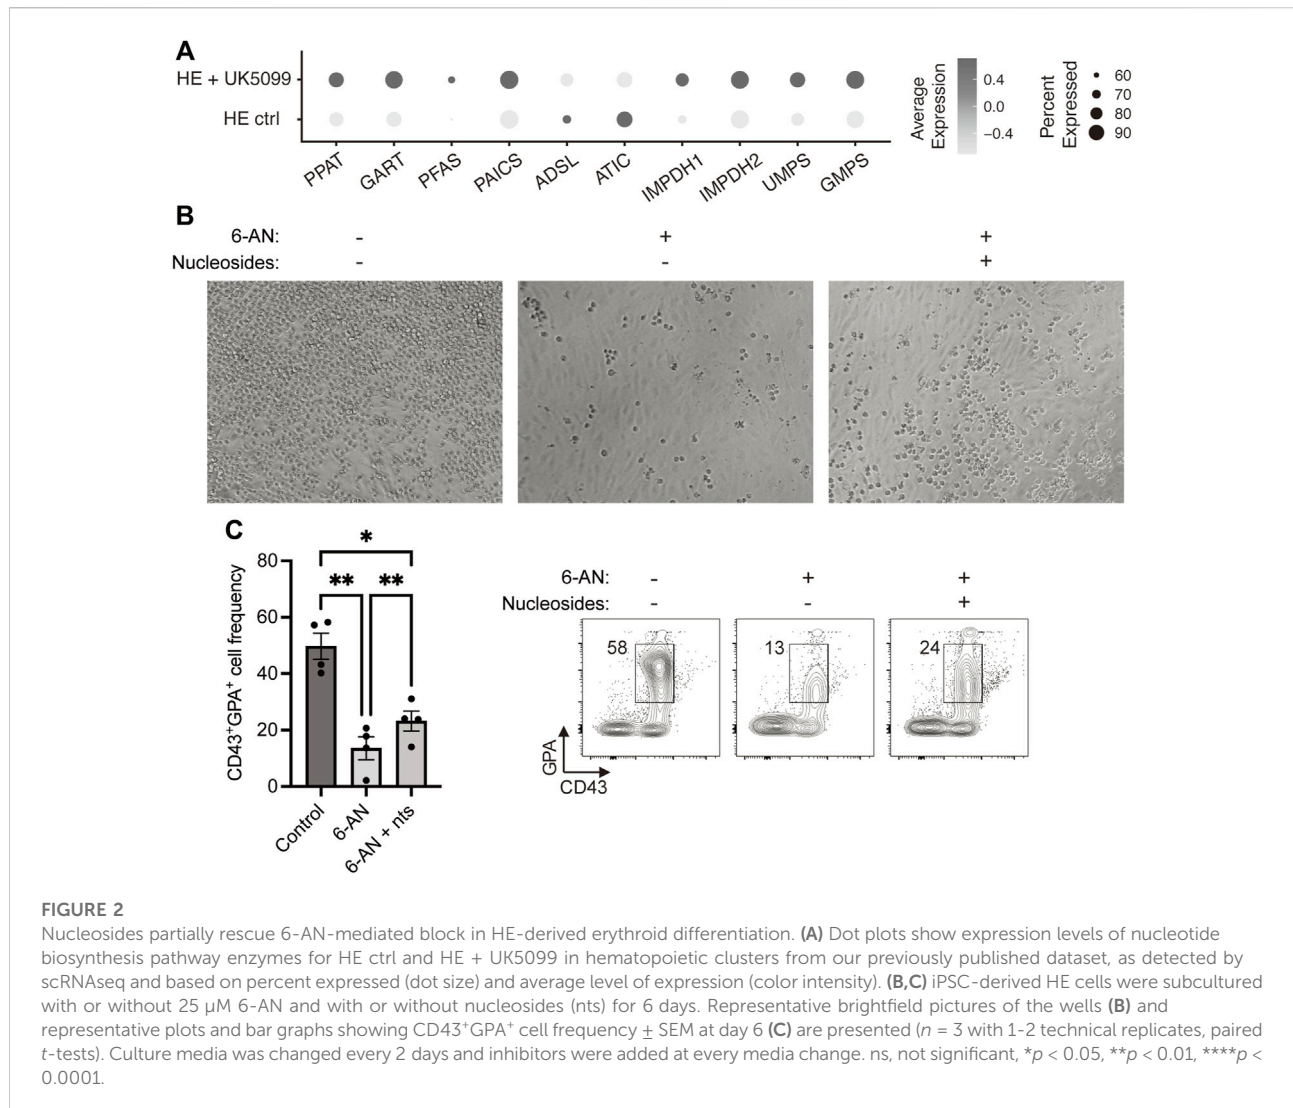 A
HE + UK5099
HE ctrl
PPAT
GART
PFAS
PAICS
ADSL
ATIC
IMPDH1
IMPDH2
UMPS
GMPS
Average
Expression
0.4
0.0
−0.4
Percent
Expressed
60
70
80
90
B
6-AN: - + +
Nucleosides: - - +
C
CD43⁺GPA⁺ cell frequency
80
60
40
20
0
*
** **
Control
6-AN
6-AN + nts
6-AN: - + +
Nucleosides: - - +
58
13
24
GPA
CD43
FIGURE 2
Nucleosides partially rescue 6-AN-mediated block in HE-derived erythroid differentiation. (A) Dot plots show expression levels of nucleotide
biosynthesis pathway enzymes for HE ctrl and HE + UK5099 in hematopoietic clusters from our previously published dataset, as detected by
scRNAseq and based on percent expressed (dot size) and average level of expression (color intensity). (B,C) iPSC-derived HE cells were subcultured
with or without 25 µM 6-AN and with or without nucleosides (nts) for 6 days. Representative brightfield pictures of the wells (B) and
representative plots and bar graphs showing CD43⁺GPA⁺ cell frequency ± SEM at day 6 (C) are presented (n = 3 with 1-2 technical replicates, paired
t-tests). Culture media was changed every 2 days and inhibitors were added at every media change. ns, not significant, *p < 0.05, **p < 0.01, ****p <
0.0001.